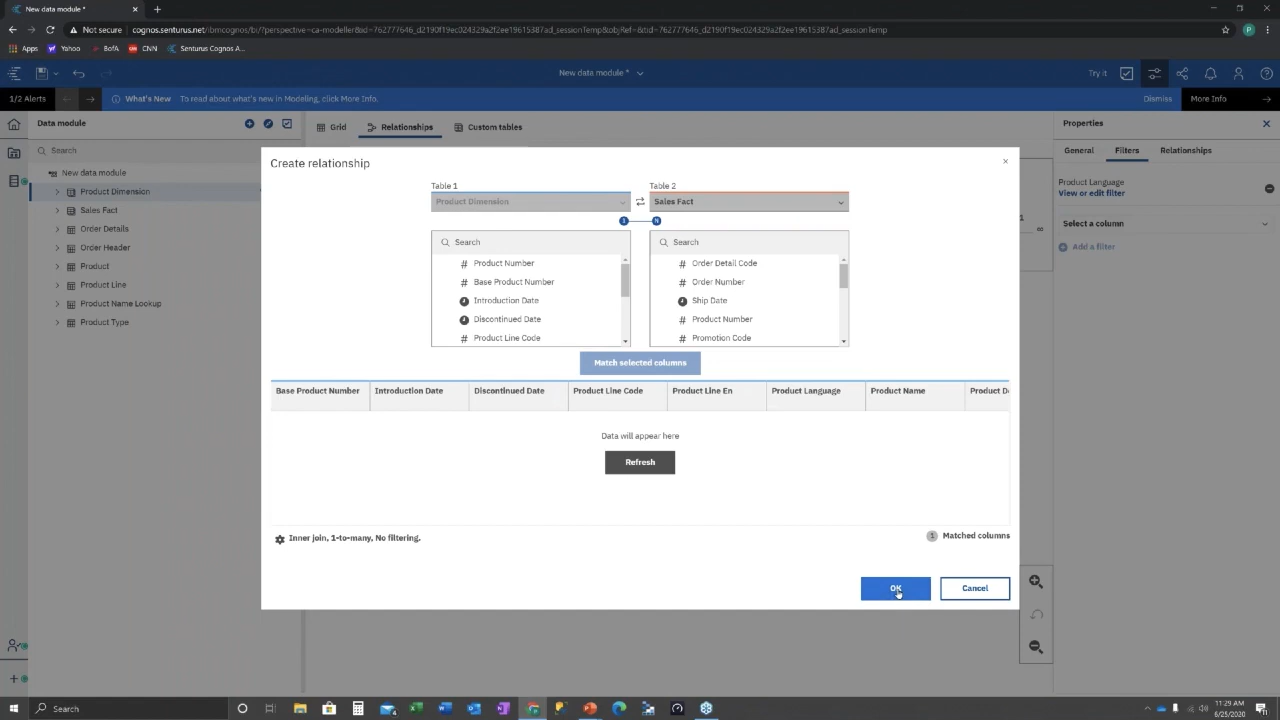 New data module *
Not secure
cognos.senturus.net/ibmcognos/bi/?perspective=ca-modeller&id=762777646_d2190f19ec024329a2f2ee19615387ad_sessionTemp&objRef=&tid=762777646_d2190f19ec024329a2f2ee19615387ad_sessionTemp
Apps
Yahoo
BofA
CNN
Senturus Cognos A...
New data module *
Try it
1/2 Alerts
What's New
To read about what's new in Modeling, click More Info.
Dismiss
More Info
Data module
Grid
Relationships
Custom tables
Properties
Search
General
Filters
Relationships
New data module
Product Dimension
Sales Fact
Order Details
Order Header
Product
Product Line
Product Name Lookup
Product Type
Create relationship
Table 1
Table 2
Product Dimension
Sales Fact
1
N
Search
Search
Product Number
Order Detail Code
Base Product Number
Order Number
Introduction Date
Ship Date
Discontinued Date
Product Number
Product Line Code
Promotion Code
Match selected columns
Base Product Number
Introduction Date
Discontinued Date
Product Line Code
Product Line En
Product Language
Product Name
Product D
Data will appear here
Refresh
Inner join, 1-to-many, No filtering.
1
Matched columns
OK
Cancel
Product Language
View or edit filter
Select a column
Add a filter
1
Search
11:29 AM
6/25/2020